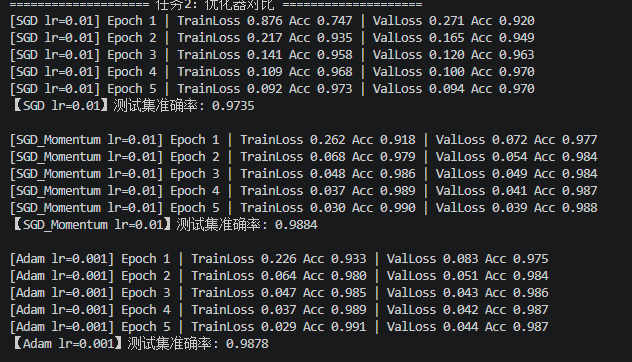 ==================== 任务2：优化器对比 ====================
[SGD lr=0.01] Epoch 1 | TrainLoss 0.876 Acc 0.747 | ValLoss 0.271 Acc 0.920
[SGD lr=0.01] Epoch 2 | TrainLoss 0.217 Acc 0.935 | ValLoss 0.165 Acc 0.949
[SGD lr=0.01] Epoch 3 | TrainLoss 0.141 Acc 0.958 | ValLoss 0.120 Acc 0.963
[SGD lr=0.01] Epoch 4 | TrainLoss 0.109 Acc 0.968 | ValLoss 0.100 Acc 0.970
[SGD lr=0.01] Epoch 5 | TrainLoss 0.092 Acc 0.973 | ValLoss 0.094 Acc 0.970
【SGD lr=0.01】测试集准确率: 0.9735
[SGD_Momentum lr=0.01] Epoch 1 | TrainLoss 0.262 Acc 0.918 | ValLoss 0.072 Acc 0.977
[SGD_Momentum lr=0.01] Epoch 2 | TrainLoss 0.068 Acc 0.979 | ValLoss 0.054 Acc 0.984
[SGD_Momentum lr=0.01] Epoch 3 | TrainLoss 0.048 Acc 0.986 | ValLoss 0.049 Acc 0.984
[SGD_Momentum lr=0.01] Epoch 4 | TrainLoss 0.037 Acc 0.989 | ValLoss 0.041 Acc 0.987
[SGD_Momentum lr=0.01] Epoch 5 | TrainLoss 0.030 Acc 0.990 | ValLoss 0.039 Acc 0.988
【SGD_Momentum lr=0.01】测试集准确率: 0.9884
[Adam lr=0.001] Epoch 1 | TrainLoss 0.226 Acc 0.933 | ValLoss 0.083 Acc 0.975
[Adam lr=0.001] Epoch 2 | TrainLoss 0.064 Acc 0.980 | ValLoss 0.051 Acc 0.984
[Adam lr=0.001] Epoch 3 | TrainLoss 0.047 Acc 0.985 | ValLoss 0.043 Acc 0.986
[Adam lr=0.001] Epoch 4 | TrainLoss 0.037 Acc 0.989 | ValLoss 0.042 Acc 0.987
[Adam lr=0.001] Epoch 5 | TrainLoss 0.029 Acc 0.991 | ValLoss 0.044 Acc 0.987
【Adam lr=0.001】测试集准确率: 0.9878